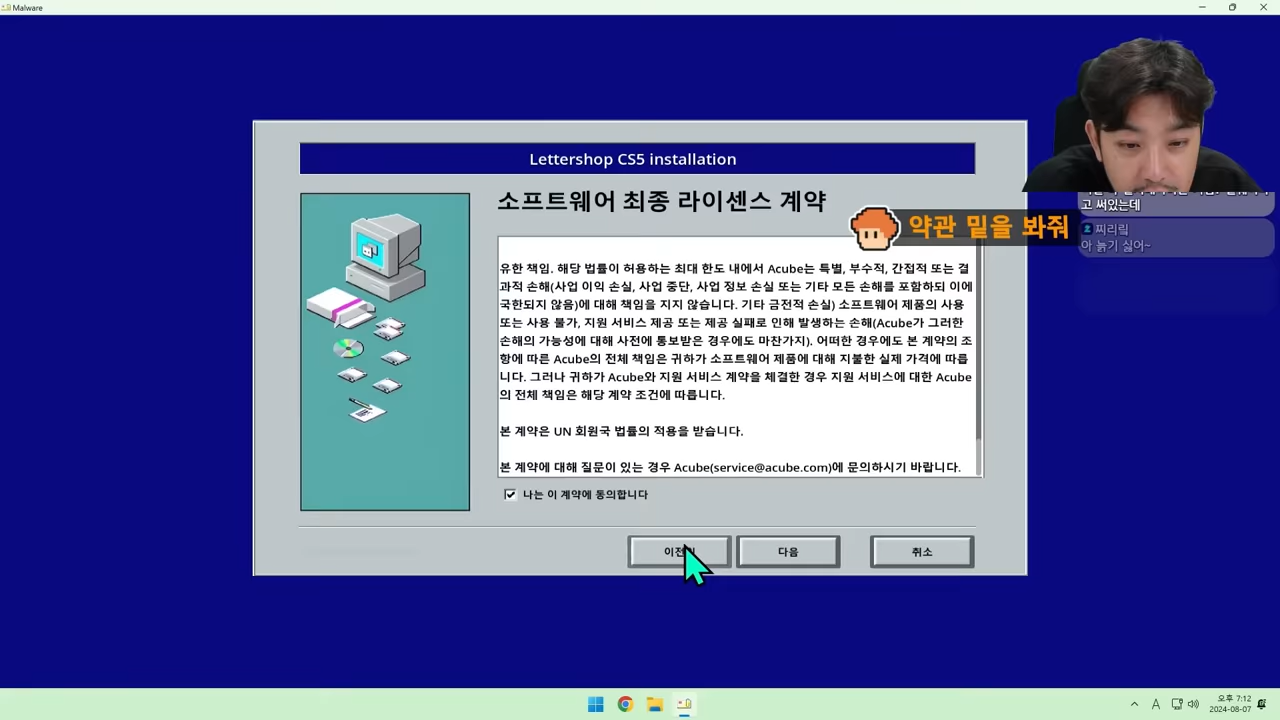 Malware
Lettershop CS5 installation
소프트웨어 최종 라이센스 계약
약관 밑을 봐줘
고 써있는데
찌리릭
아 늙기 싫어~
유한 책임. 해당 법률이 허용하는 최대 한도 내에서 Acube는 특별, 부수적, 간접적 또는 결
과적 손해(사업 이익 손실, 사업 중단, 사업 정보 손실 또는 기타 모든 손해를 포함하되 이에
국한되지 않음)에 대해 책임을 지지 않습니다. 기타 금전적 손실) 소프트웨어 제품의 사용
또는 사용 불가, 지원 서비스 제공 또는 제공 실패로 인해 발생하는 손해(Acube가 그러한
손해의 가능성에 대해 사전에 통보받은 경우에도 마찬가지). 어떠한 경우에도 본 계약의 조
항에 따른 Acube의 전체 책임은 귀하가 소프트웨어 제품에 대해 지불한 실제 가격에 따릅
니다. 그러나 귀하가 Acube와 지원 서비스 계약을 체결한 경우 지원 서비스에 대한 Acube
의 전체 책임은 해당 계약 조건에 따릅니다.
본 계약은 UN 회원국 법률의 적용을 받습니다.
본 계약에 대해 질문이 있는 경우 Acube(service@acube.com)에 문의하시기 바랍니다.
나는 이 계약에 동의합니다
다음
취소
A
오후 7:12
2024-08-07